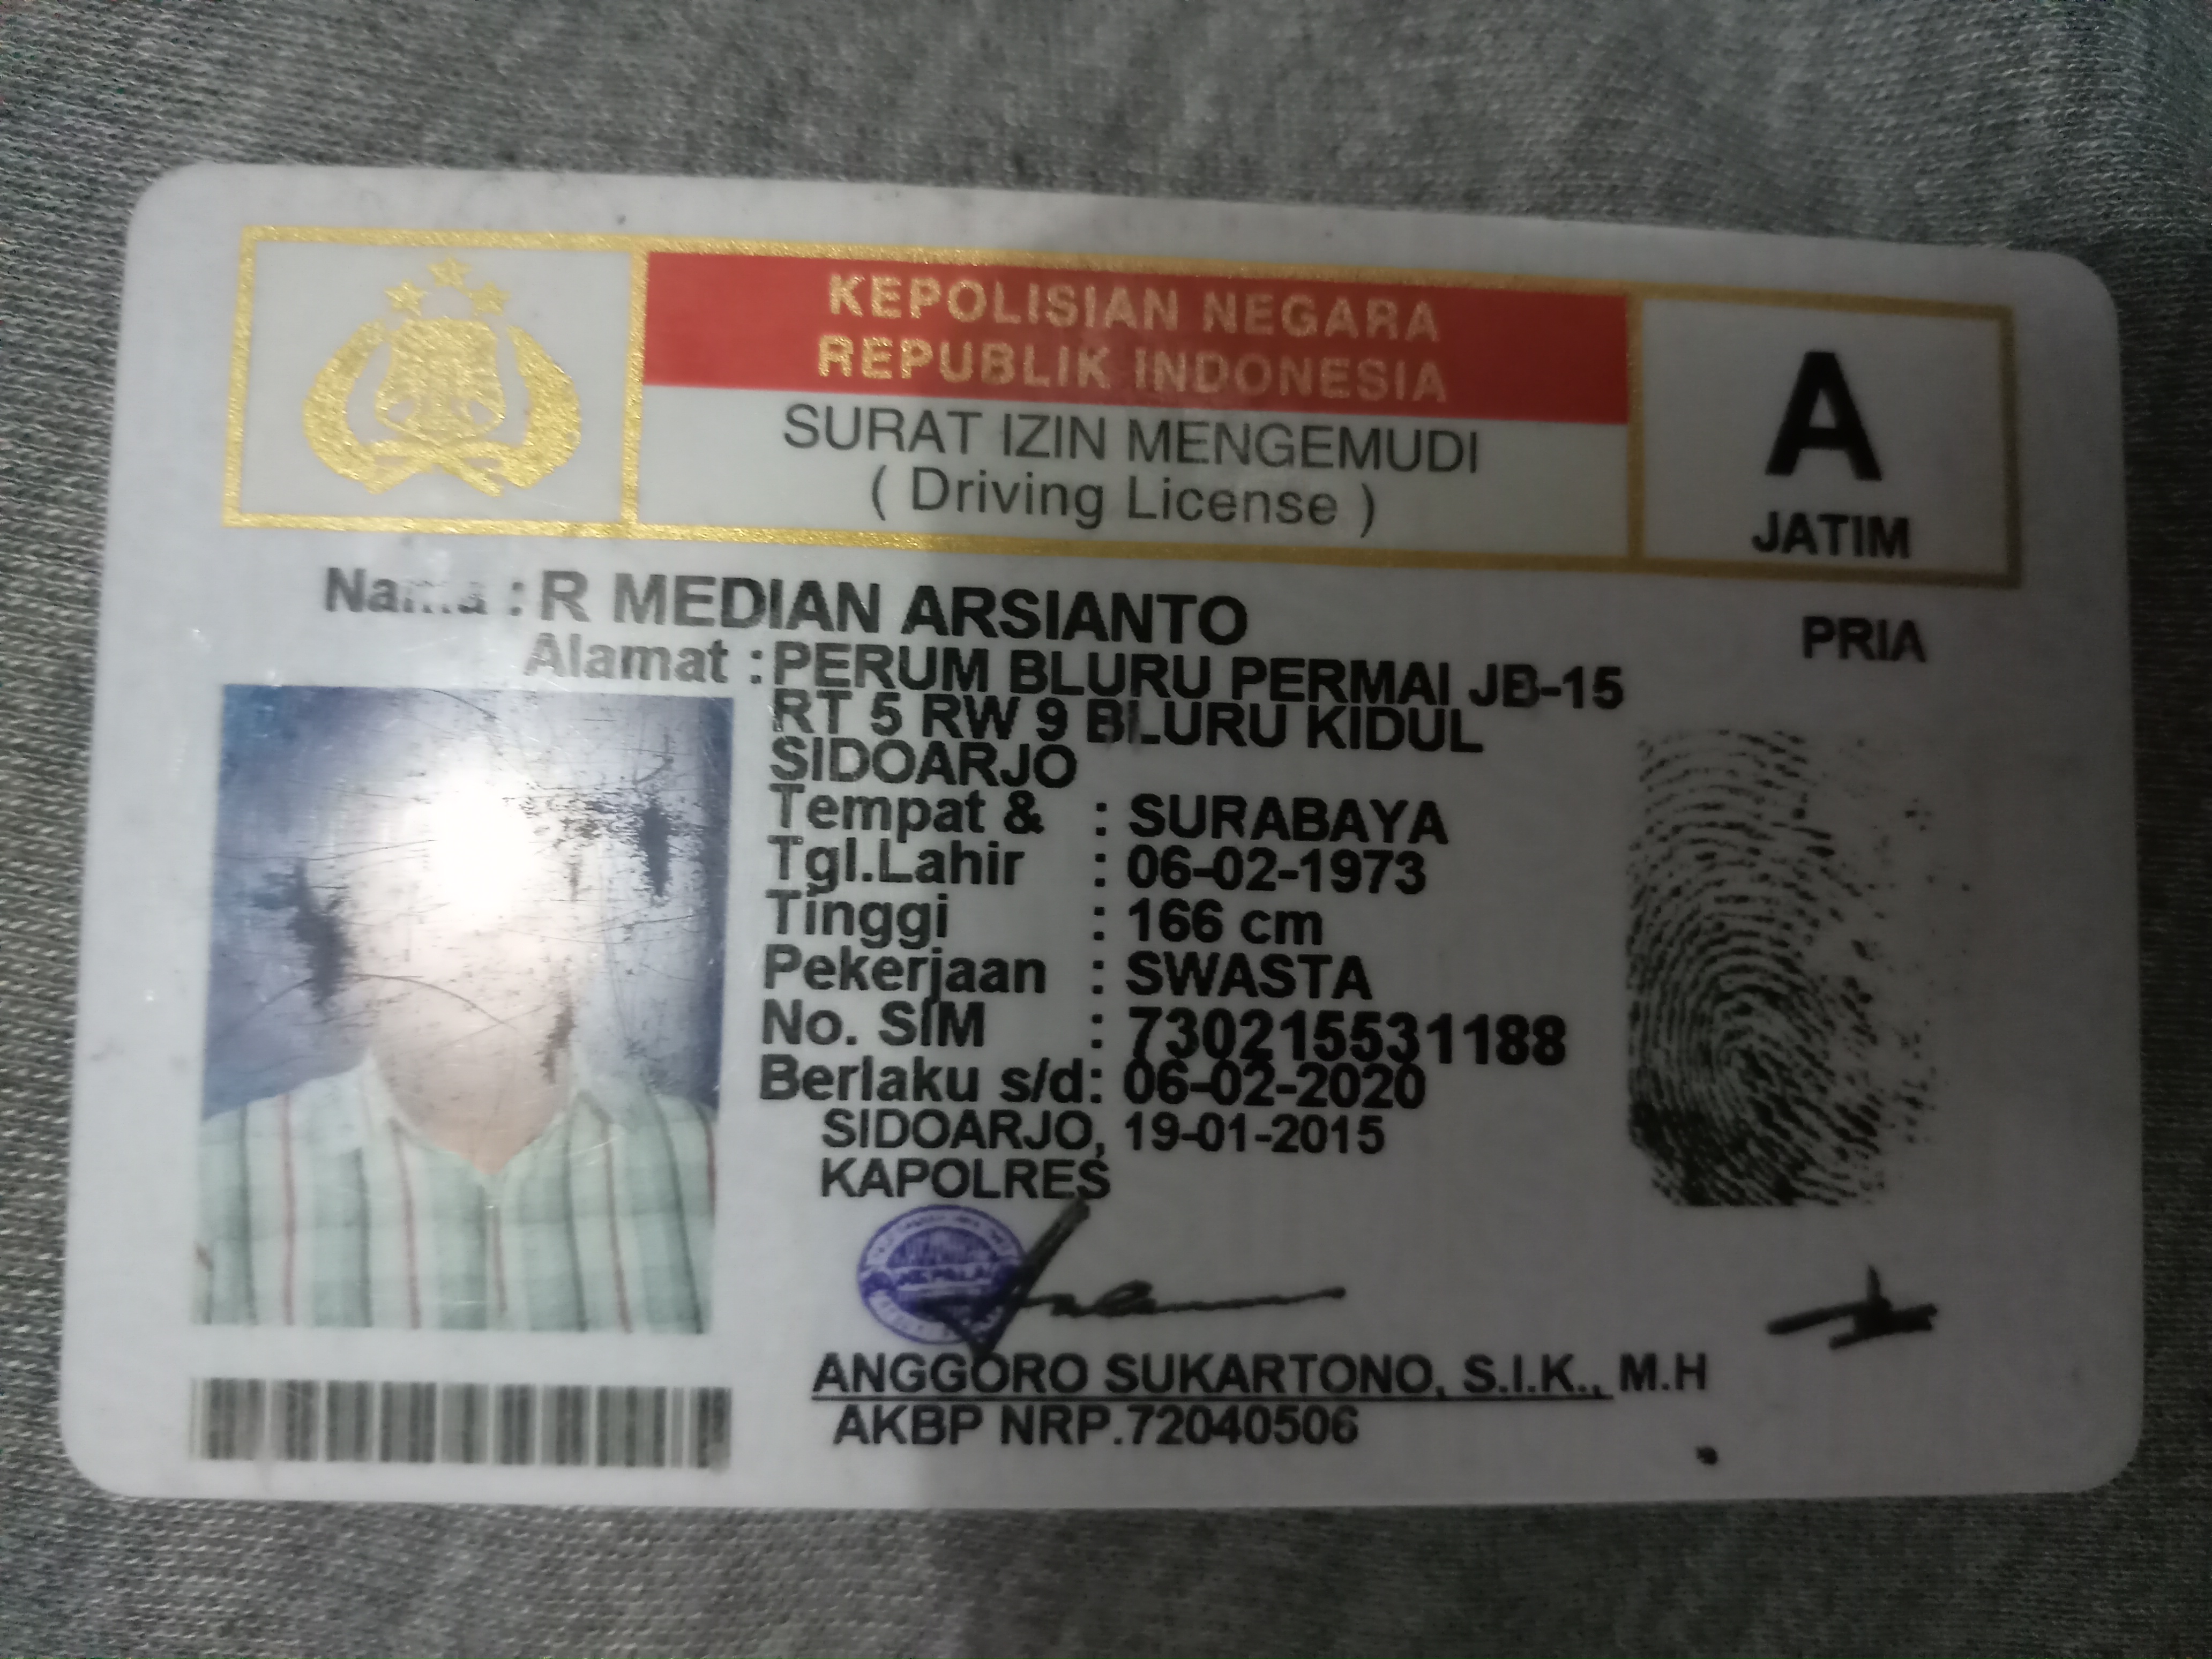 KEPOLISIAN NEGARA
REPUBLIK INDONESIA
SURAT IZIN MENGEMUDI
( Driving License )
A
JATIM
Nama : R MEDIAN ARSIANTO
PRIA
Alamat : PERUM BLURU PERMAI JB-15
RT 5 RW 9 BLURU KIDUL
SIDOARJO
Tempat & : SURABAYA
Tgl.Lahir : 06-02-1973
Tinggi : 166 cm
Pekerjaan : SWASTA
No. SIM : 730215531188
Berlaku s/d : 06-02-2020
SIDOARJO, 19-01-2015
KAPOLRES,
ANGGORO SUKARTONO, S.I.K., M.H
AKBP NRP.72040506